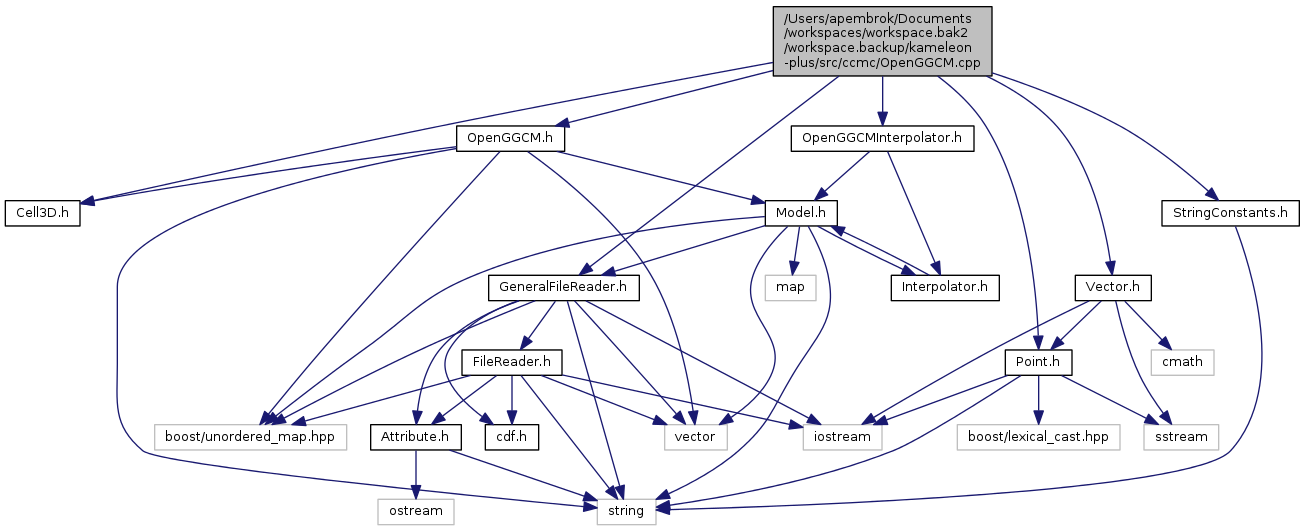 /Users/apembrok/Documents
/workspaces/workspace.bak2
/workspace.backup/kameleon
-plus/src/ccmc/OpenGGCM.cpp
OpenGGCM.h
OpenGGCMInterpolator.h
Cell3D.h
Model.h
StringConstants.h
GeneralFileReader.h
map
Interpolator.h
Vector.h
FileReader.h
Point.h
cmath
boost/unordered_map.hpp
Attribute.h
cdf.h
vector
iostream
boost/lexical_cast.hpp
sstream
ostream
string